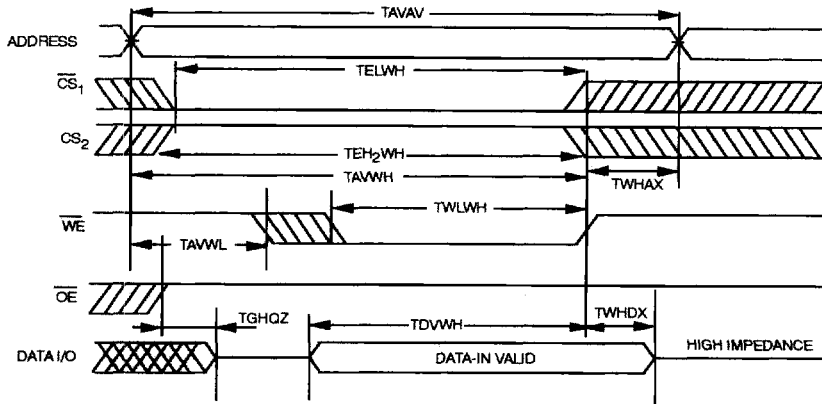 TAVAV
ADDRESS
TELWH
CS1
CS2
TEH2WH
TAVWH
TWHAX
TWLWH
WE
TAVWL
OE
TGHQZ
TDVWH
TWHDX
DATA I/O
DATA-IN VALID
HIGH IMPEDANCE